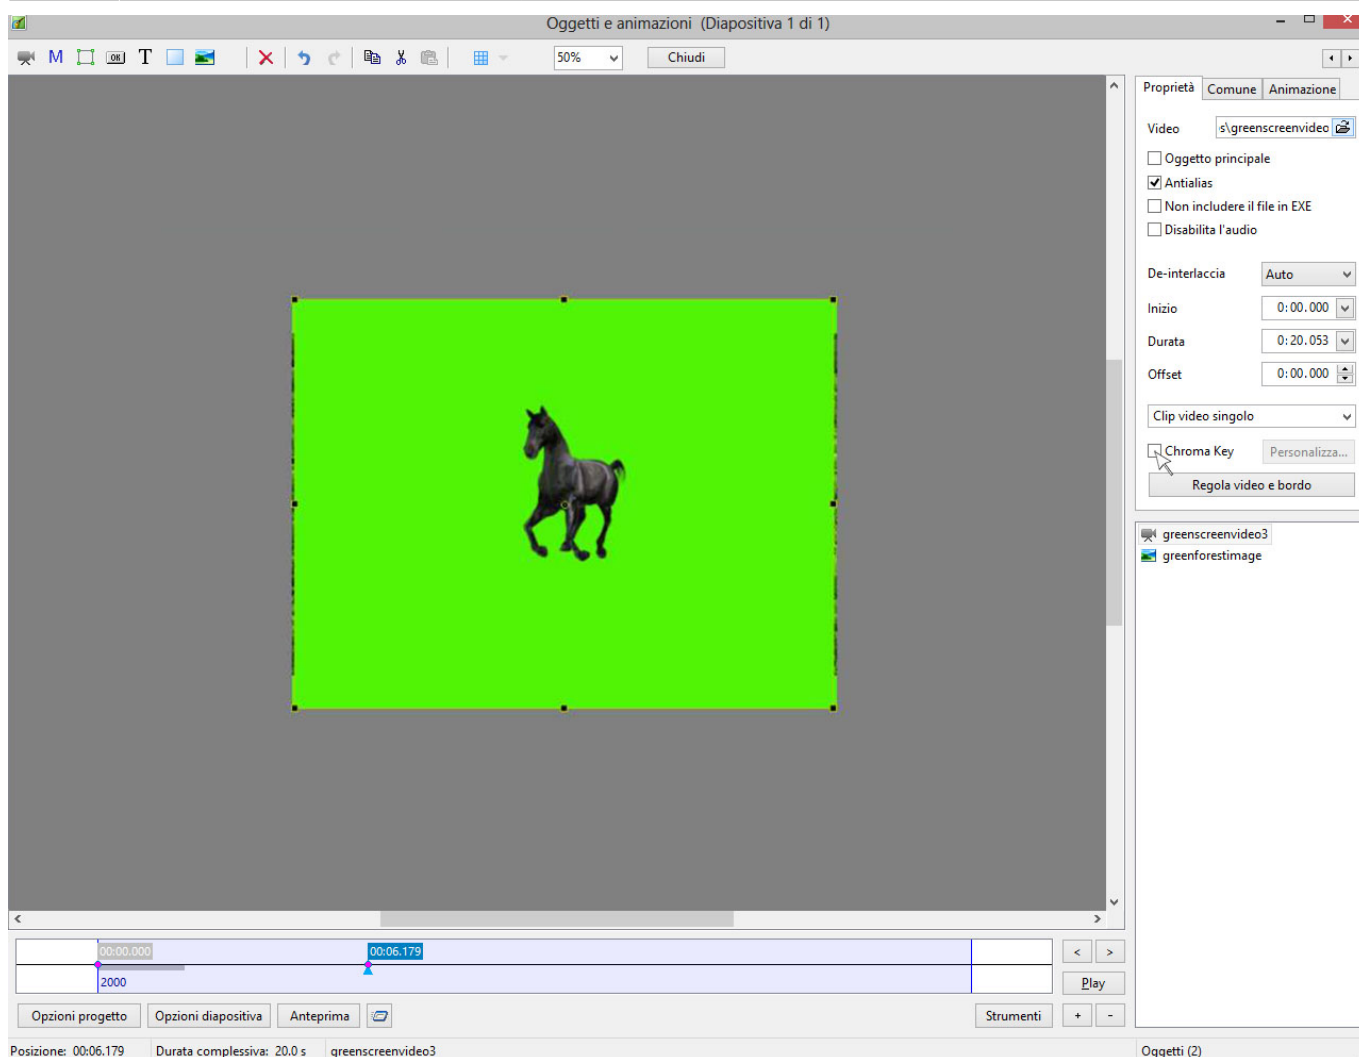 Oggetti e animazioni (Diapositiva 1 di 1)
M OK T 50% Chiudi
Proprietà Comune Animazione
Video s\greenscreenvideo
Oggetto principale
Antialias
Non includere il file in EXE
Disabilita l'audio
De-interlaccia Auto
Inizio 0:00.000
Durata 0:20.053
Offset 0:00.000
Clip video singolo
Chroma Key Personalizza...
Regola video e bordo
greenscreenvideo3
greenforestimage
00:00.000 00:06.179
2000
< >
Play
Opzioni progetto Opzioni diapositiva Anteprima Strumenti + -
Posizione: 00:06.179 Durata complessiva: 20.0 s greenscreenvideo3 Oggetti (2)